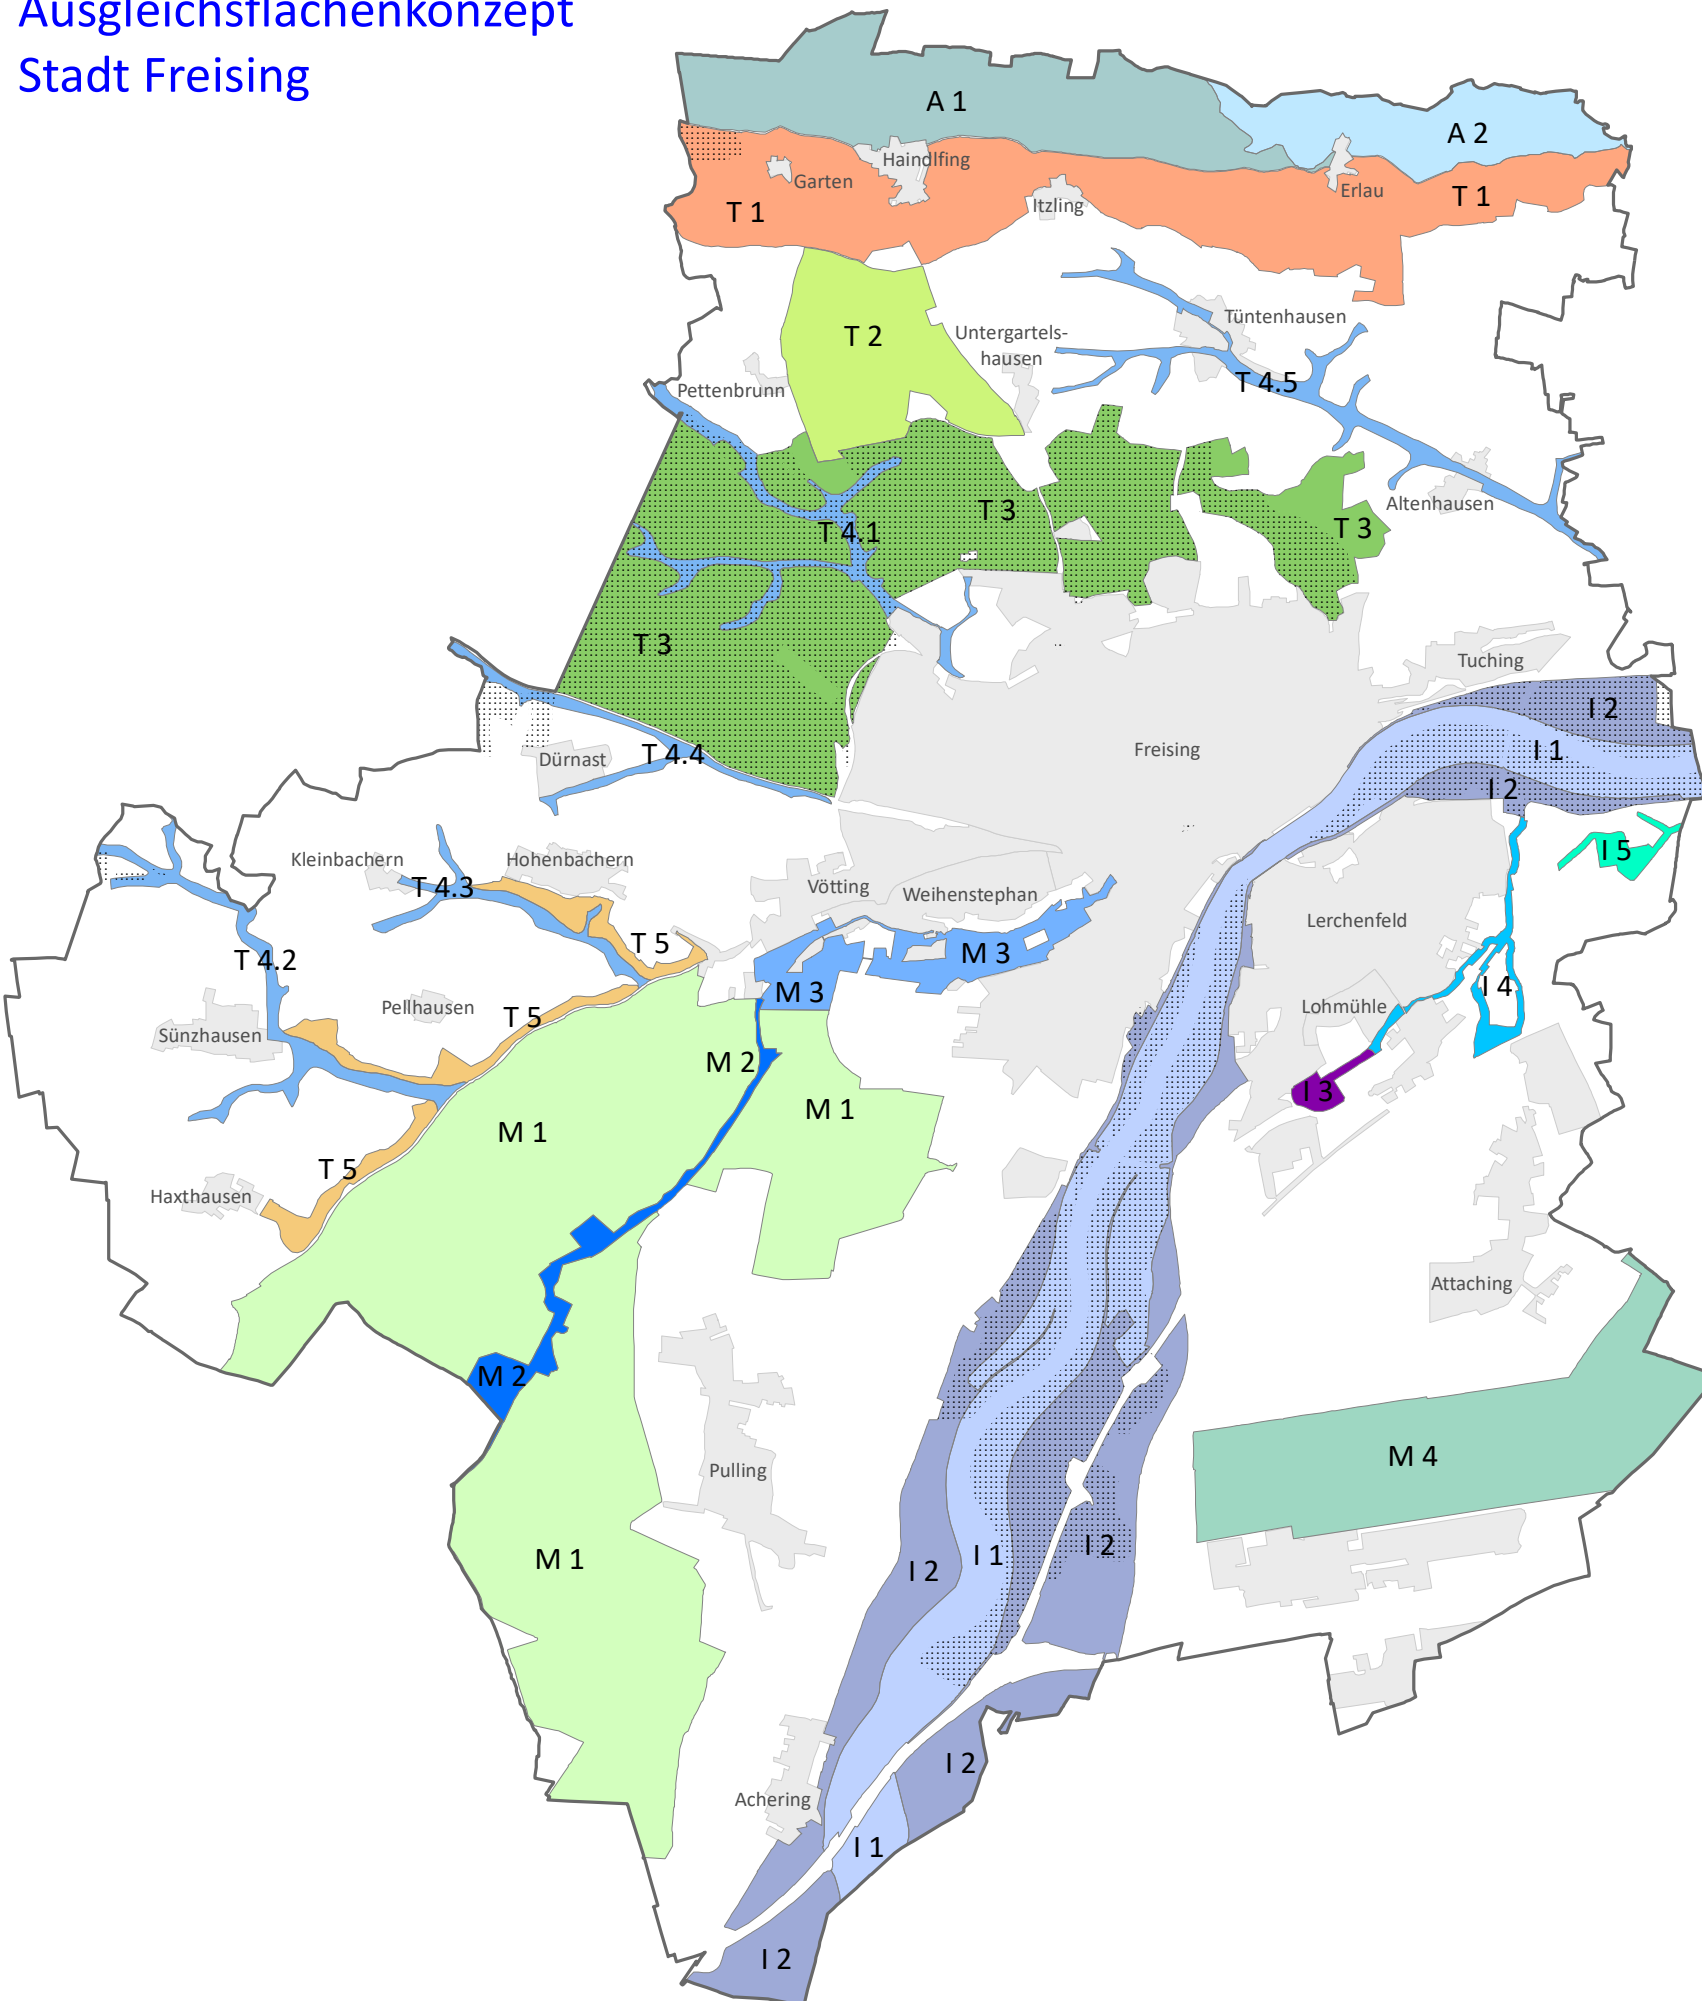 Ausgleichsflächenkonzept
Stadt Freising
A 1
A 2
Haindlfing
Garten
Erlau
T 1
Itzling
T 1
Tüntenhausen
T 2
Untergartels-
hausen
Pettenbrunn
T 4.5
Altenhausen
T 3
T 4.1
T 3
T 3
Tuching
I 2
Freising
I 1
T 4.4
Dürnast
I 2
I 5
Kleinbachern
Hohenbachern
T 4.3
Vötting
Weihenstephan
Lerchenfeld
T 5
M 3
T 4.2
M 3
I 4
Pellhausen
T 5
Lohmühle
Sünzhausen
M 2
I 3
M 1
M 1
T 5
Haxthausen
Attaching
M 2
M 4
Pulling
M 1
I 2
I 1
I 2
I 2
Achering
I 1
I 2